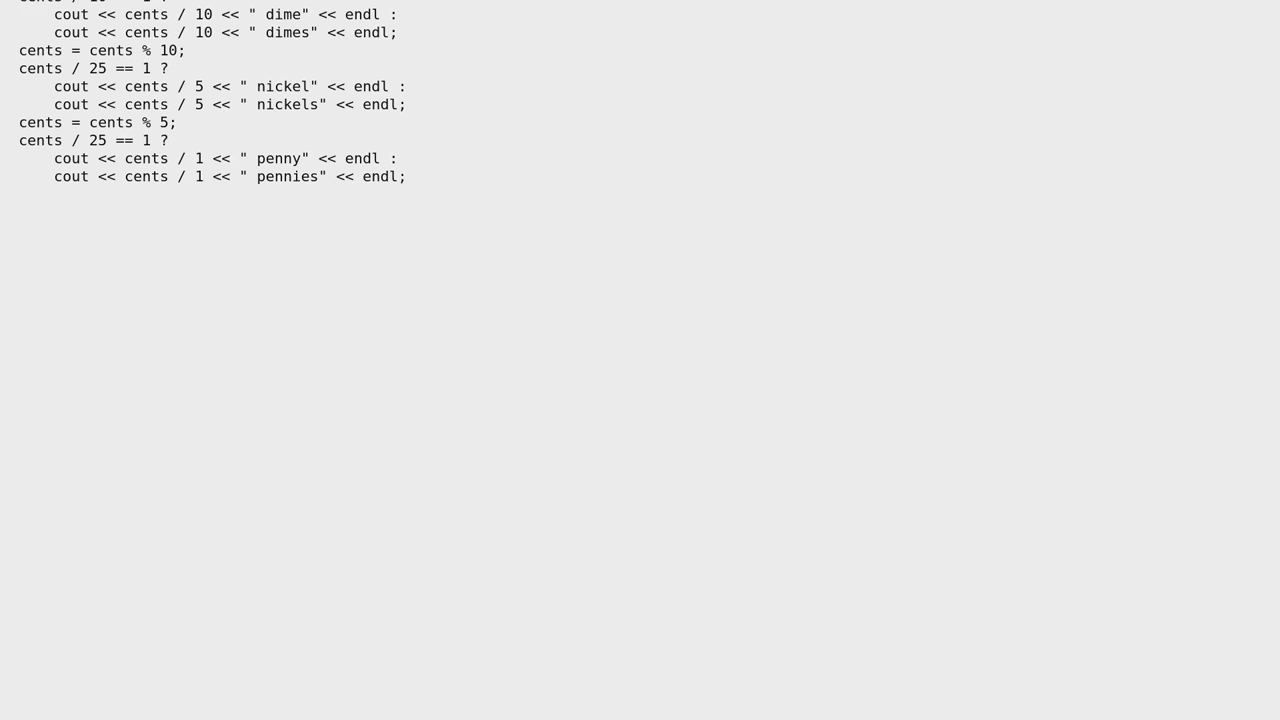 cout << cents / 10 << " dime" << endl :
cout << cents / 10 << " dimes" << endl;
cents = cents % 10;
cents / 25 == 1 ?
cout << cents / 5 << " nickel" << endl :
cout << cents / 5 << " nickels" << endl;
cents = cents % 5;
cents / 25 == 1 ?
cout << cents / 1 << " penny" << endl :
cout << cents / 1 << " pennies" << endl;